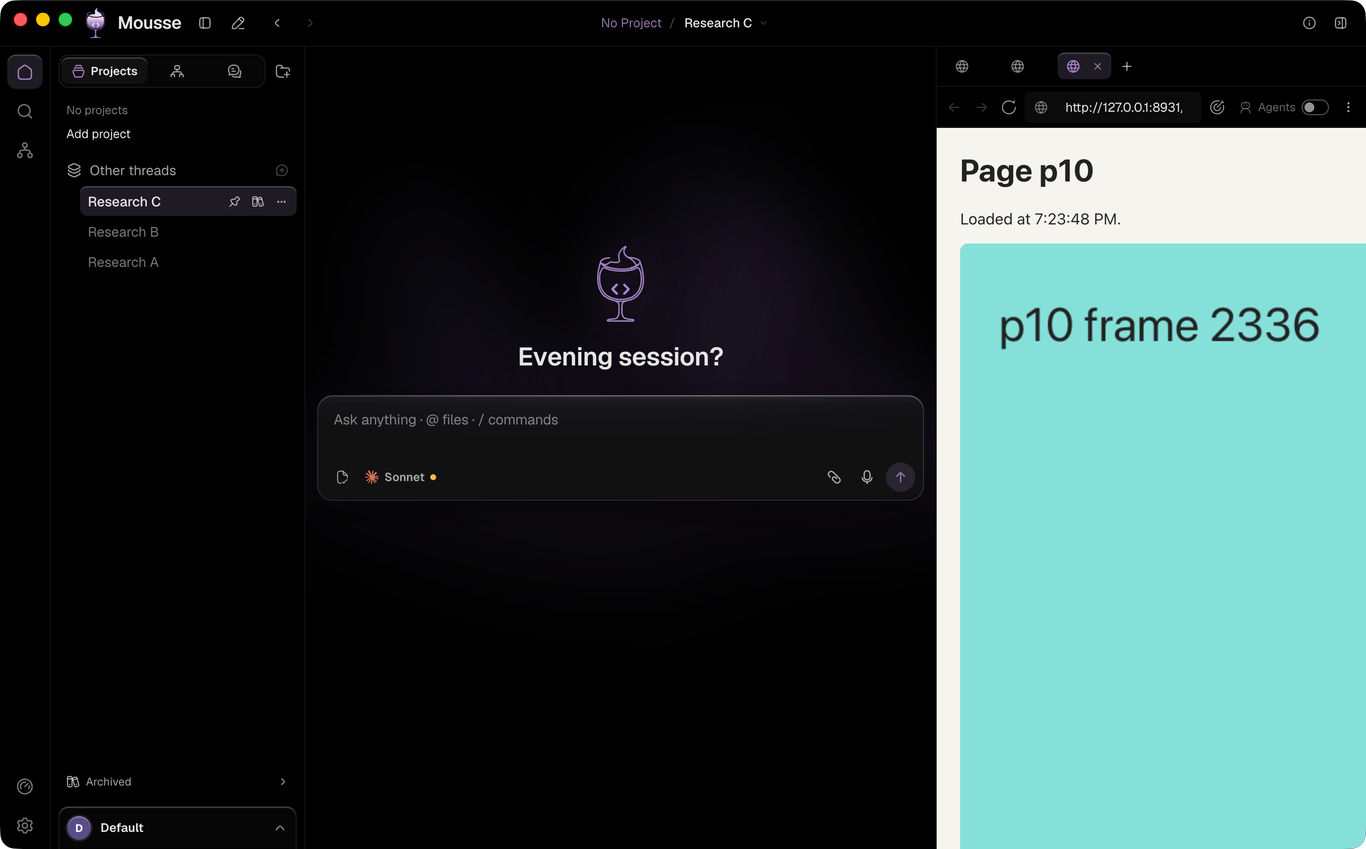 Mousse
No Project / Research C
Projects
No projects
Add project
Other threads
Research C
Research B
Research A
Archived
D Default
Evening session?
Ask anything · @ files · / commands
Sonnet
http://127.0.0.1:8931,
Agents
Page p10
Loaded at 7:23:48 PM.
p10 frame 2336